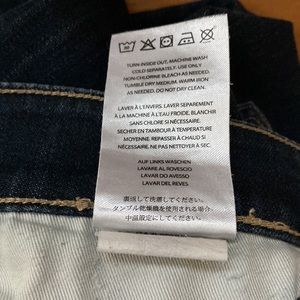 TURN INSIDE OUT. MACHINE WASH
COLD SEPARATELY. USE ONLY
NON-CHLORINE BLEACH AS NEEDED.
TUMBLE DRY MEDIUM. WARM IRON
AS NEEDED. DO NOT DRY CLEAN.
LAVER À L'ENVERS. LAVER SEPAREMENT
A LA MACHINE À L'EAU FROIDE. BLANCHIR
SANS CHLORE SI NÉCESSAIRE.
SÉCHER EN TAMBOUR À TEMPÉRATURE
MOYENNE. REPASSER À CHAUD SI
NÉCESSAIRE. PAS NETTOYER A SEC.
AUF LINKS WASCHEN
LAVARE AL ROVESCIO
LAVAR DO AVESSO
LAVAR DEL REVES
裏返して洗濯してください。
タンブル乾燥機を使用される場合、
中温設定にしてください。